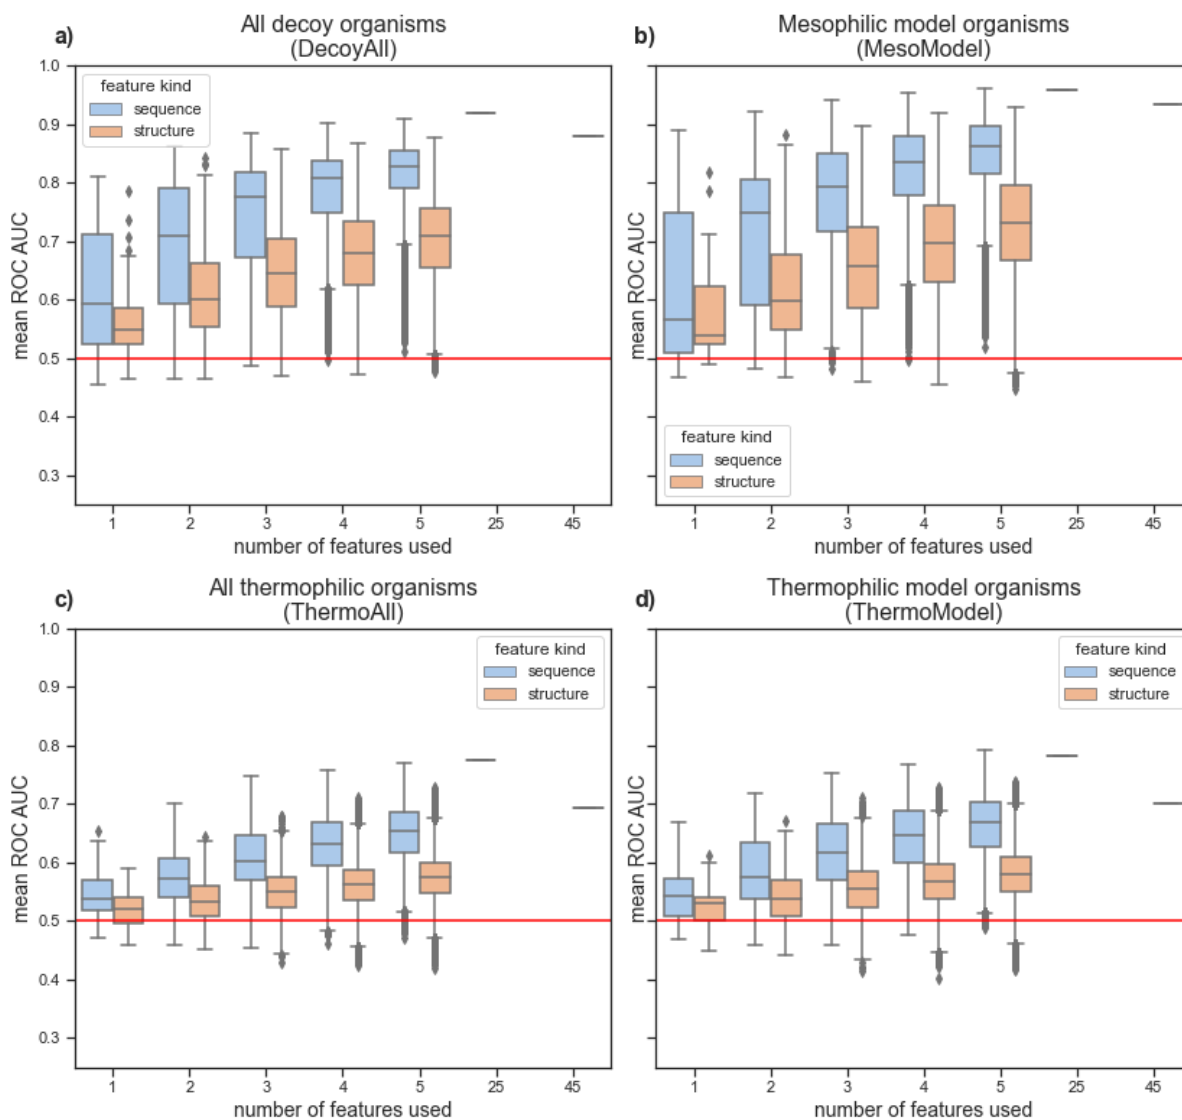 a)
All decoy organisms
(DecoyAll)
mean ROC AUC
1.0
0.9
0.8
0.7
0.6
0.5
0.4
0.3
feature kind
sequence
structure
1 2 3 4 5 25 45
number of features used
b)
Mesophilic model organisms
(MesoModel)
mean ROC AUC
feature kind
sequence
structure
1 2 3 4 5 25 45
number of features used
c)
All thermophilic organisms
(ThermoAll)
mean ROC AUC
1.0
0.9
0.8
0.7
0.6
0.5
0.4
0.3
feature kind
sequence
structure
1 2 3 4 5 25 45
number of features used
d)
Thermophilic model organisms
(ThermoModel)
mean ROC AUC
feature kind
sequence
structure
1 2 3 4 5 25 45
number of features used